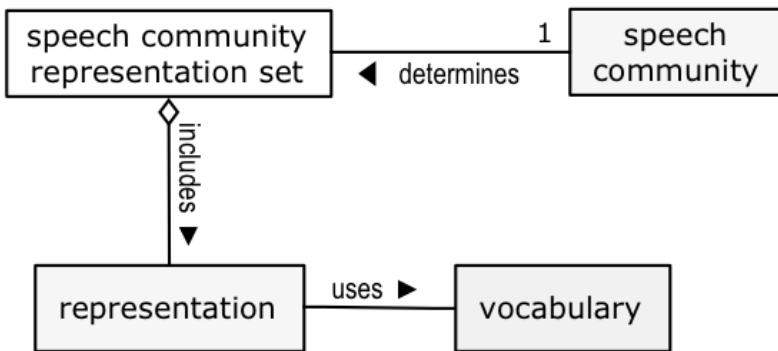 speech community
representation set
1
◀ determines
speech
community
includes ▶
representation
uses ▶
vocabulary